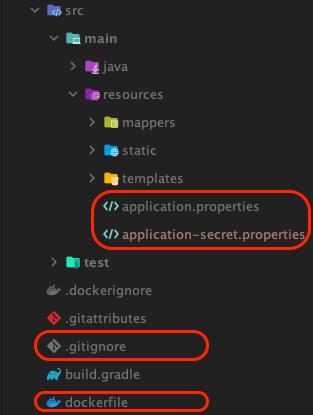 src
main
java
resources
mappers
static
templates
application.properties
application-secret.properties
test
.dockerignore
.gitattributes
.gitignore
build.gradle
dockerfile